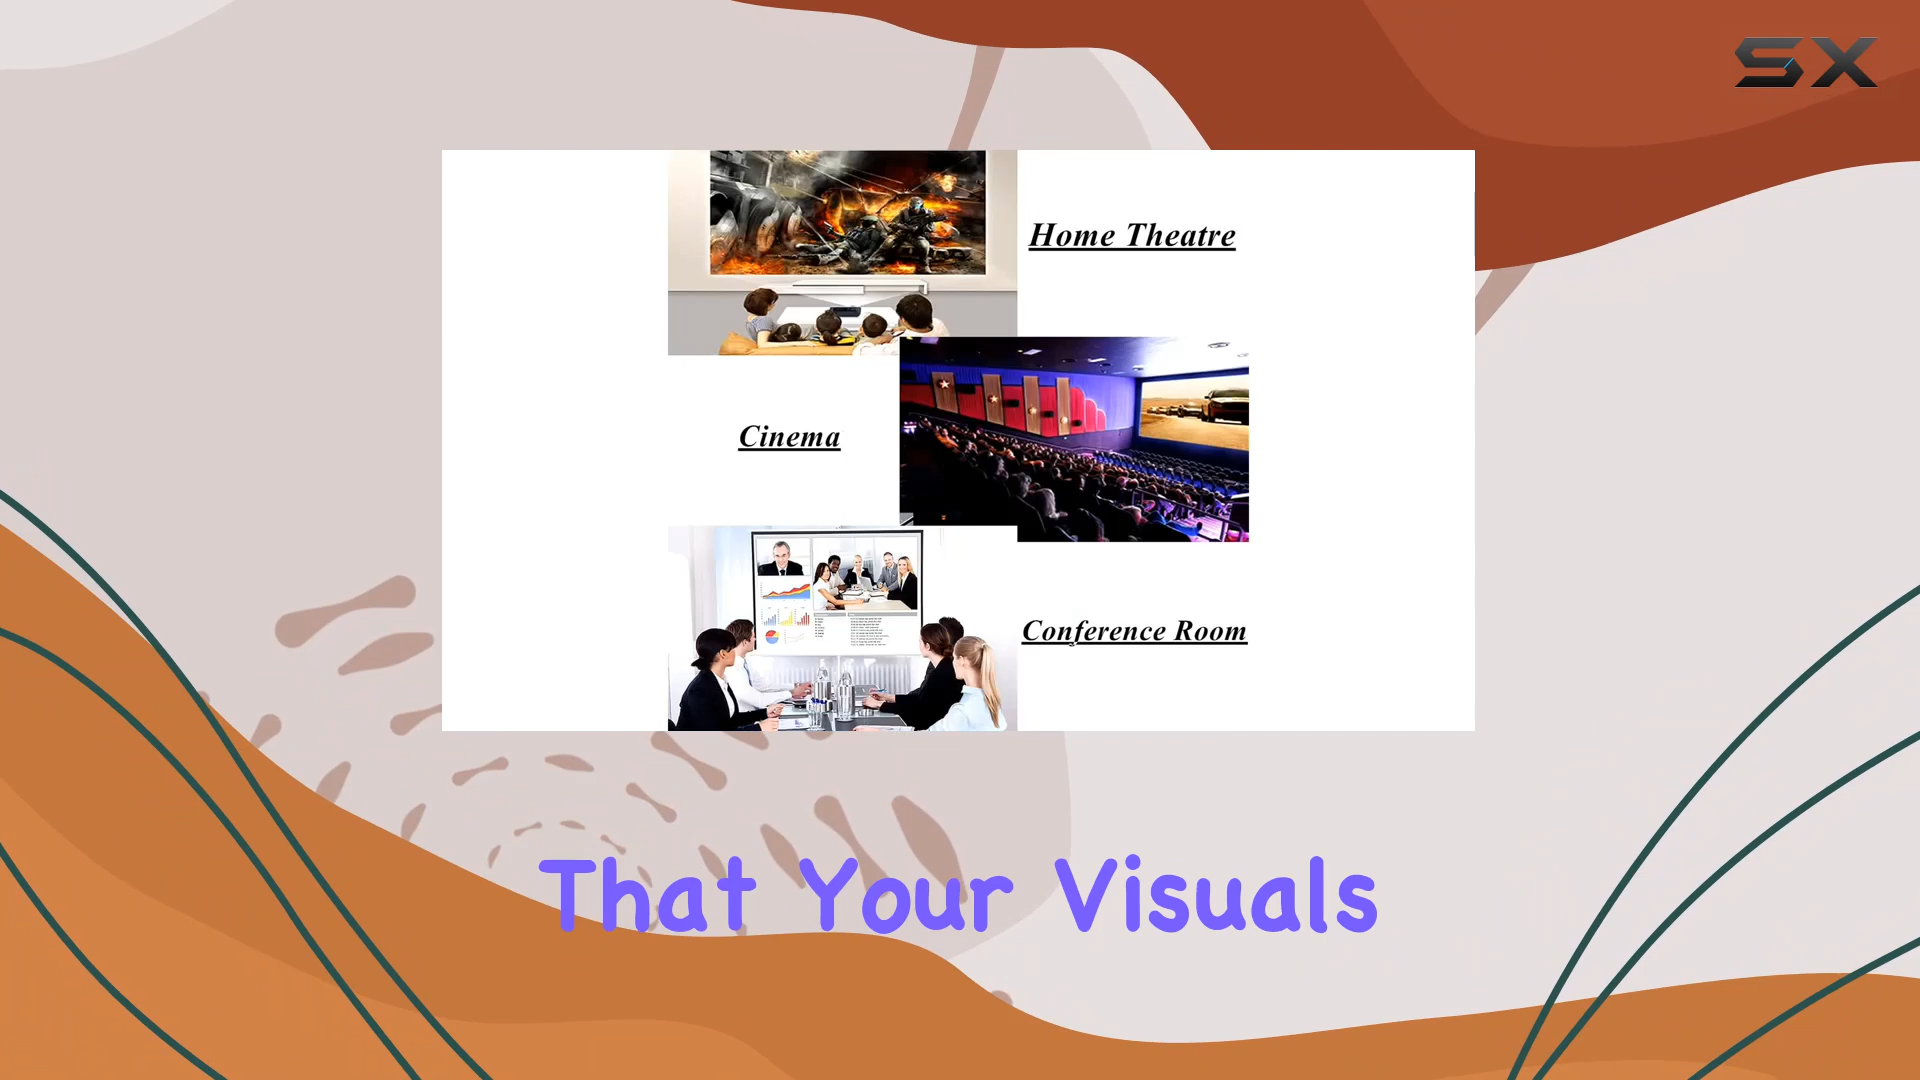 SX
Home Theatre
Cinema
Conference Room
That Your Visuals